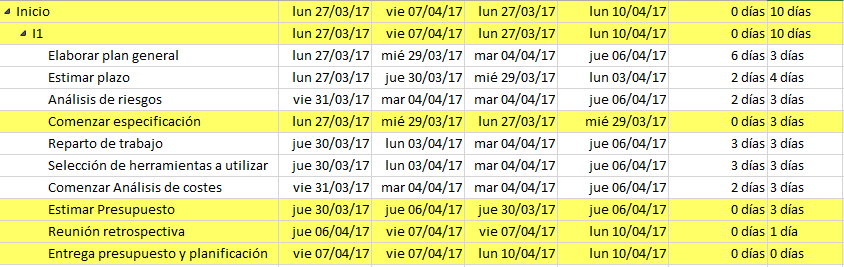 Inicio lun 27/03/17 vie 07/04/17 lun 27/03/17 lun 10/04/17 0 días 10 días
I1 lun 27/03/17 vie 07/04/17 lun 27/03/17 lun 10/04/17 0 días 10 días
Elaborar plan general lun 27/03/17 mié 29/03/17 mar 04/04/17 jue 06/04/17 6 días 3 días
Estimar plazo lun 27/03/17 jue 30/03/17 mié 29/03/17 lun 03/04/17 2 días 4 días
Análisis de riesgos vie 31/03/17 mar 04/04/17 mar 04/04/17 jue 06/04/17 2 días 3 días
Comenzar especificación lun 27/03/17 mié 29/03/17 lun 27/03/17 mié 29/03/17 0 días 3 días
Reparto de trabajo jue 30/03/17 lun 03/04/17 mar 04/04/17 jue 06/04/17 3 días 3 días
Selección de herramientas a utilizar jue 30/03/17 lun 03/04/17 mar 04/04/17 jue 06/04/17 3 días 3 días
Comenzar Análisis de costes vie 31/03/17 mar 04/04/17 mar 04/04/17 jue 06/04/17 2 días 3 días
Estimar Presupuesto jue 30/03/17 jue 06/04/17 jue 30/03/17 jue 06/04/17 0 días 3 días
Reunión retrospectiva jue 06/04/17 vie 07/04/17 vie 07/04/17 lun 10/04/17 0 días 1 día
Entrega presupuesto y planificación vie 07/04/17 vie 07/04/17 lun 10/04/17 lun 10/04/17 0 días 0 días